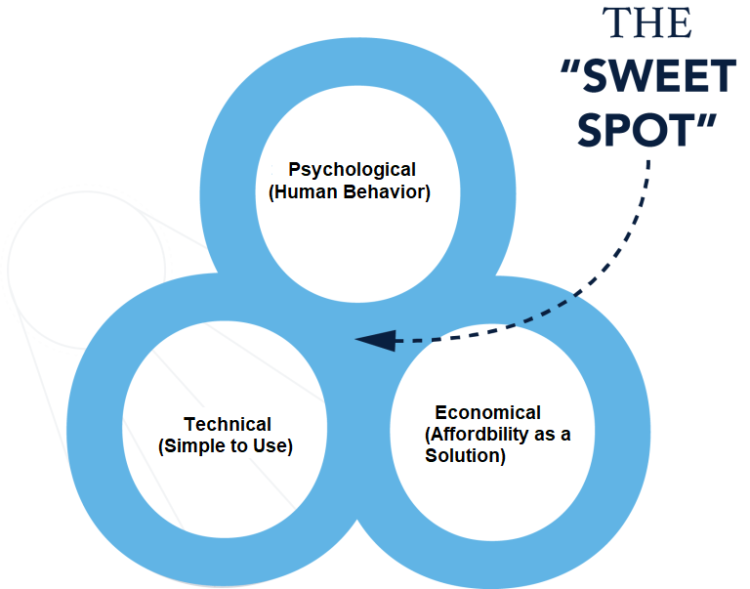 THE
“SWEET
SPOT”
Psychological
(Human Behavior)
Technical
(Simple to Use)
Economical
(Affordbility as a
Solution)